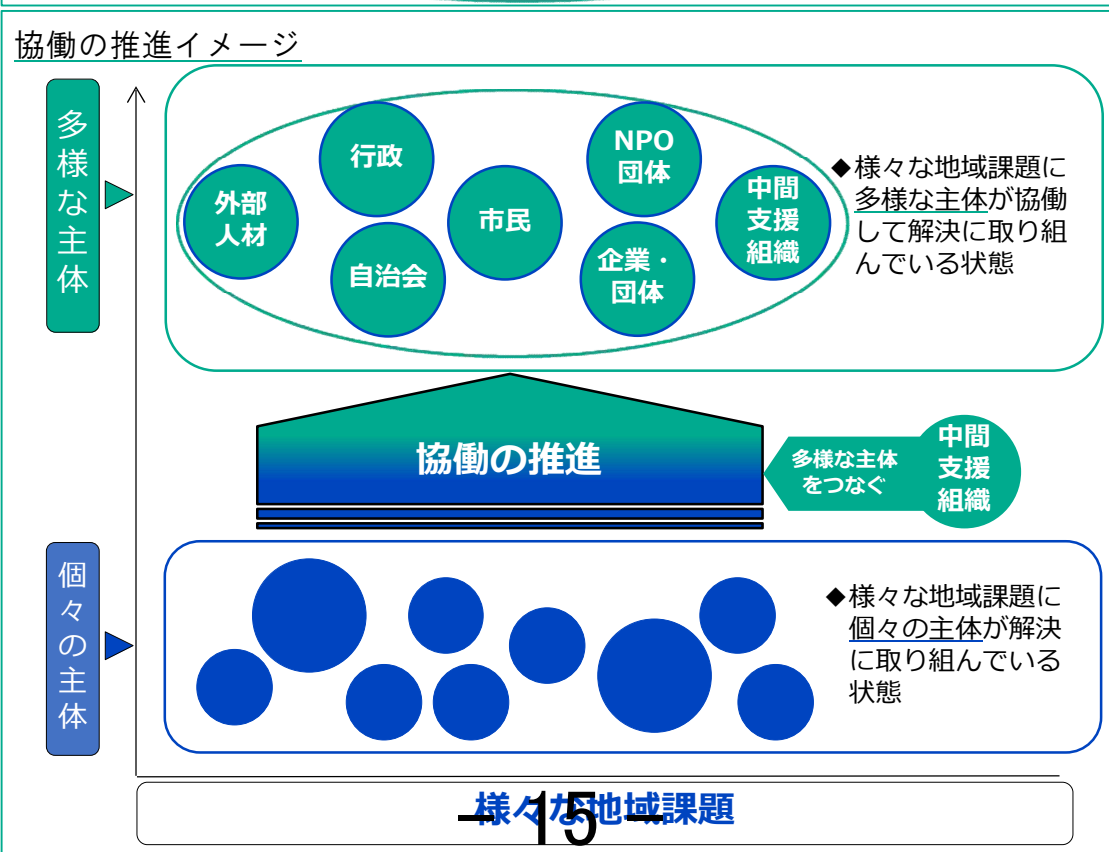 協働の推進イメージ
多様な主体
外部
人材
行政
自治会
市民
NPO
団体
企業・
団体
中間
支援
組織
◆様々な地域課題に
多様な主体が協働
して解決に取り組
んでいる状態
協働の推進
多様な主体
をつなぐ
中間
支援
組織
個々の主体
◆様々な地域課題に
個々の主体が解決
に取り組んでいる
状態
様々な地域課題
- 15 -